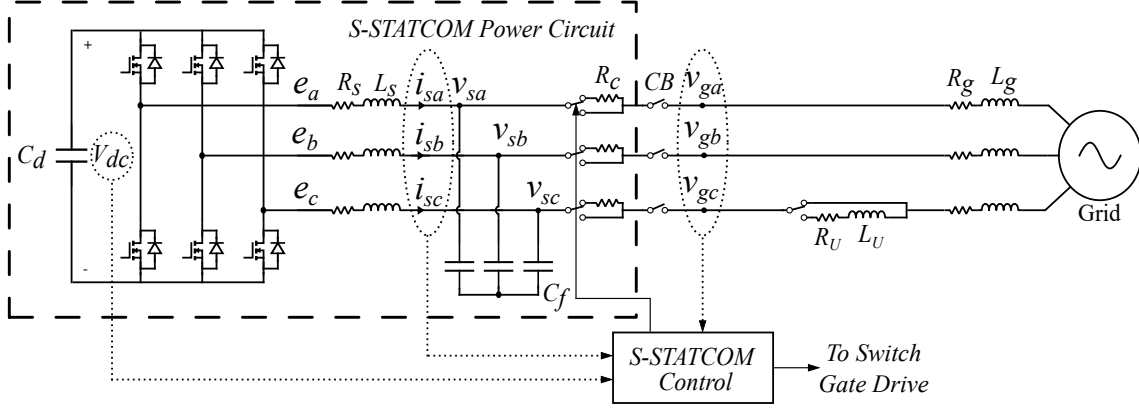 S-STATCOM Power Circuit
+
-
C_d
V_dc
e_a
e_b
e_c
R_s
L_s
i_sa
i_sb
i_sc
v_sa
v_sb
v_sc
C_f
R_c
CB
v_ga
v_gb
v_gc
R_U
L_U
R_g
L_g
Grid
S-STATCOM
Control
To Switch
Gate Drive